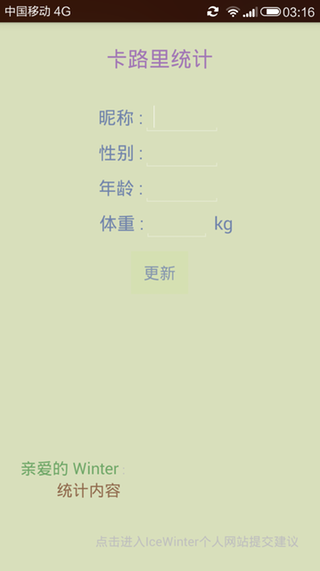 中国移动 4G 03:16
卡路里统计
昵称 :
性别 :
年龄 :
体重 : kg
更新
亲爱的 Winter
统计内容
点击进入IceWinter个人网站提交建议